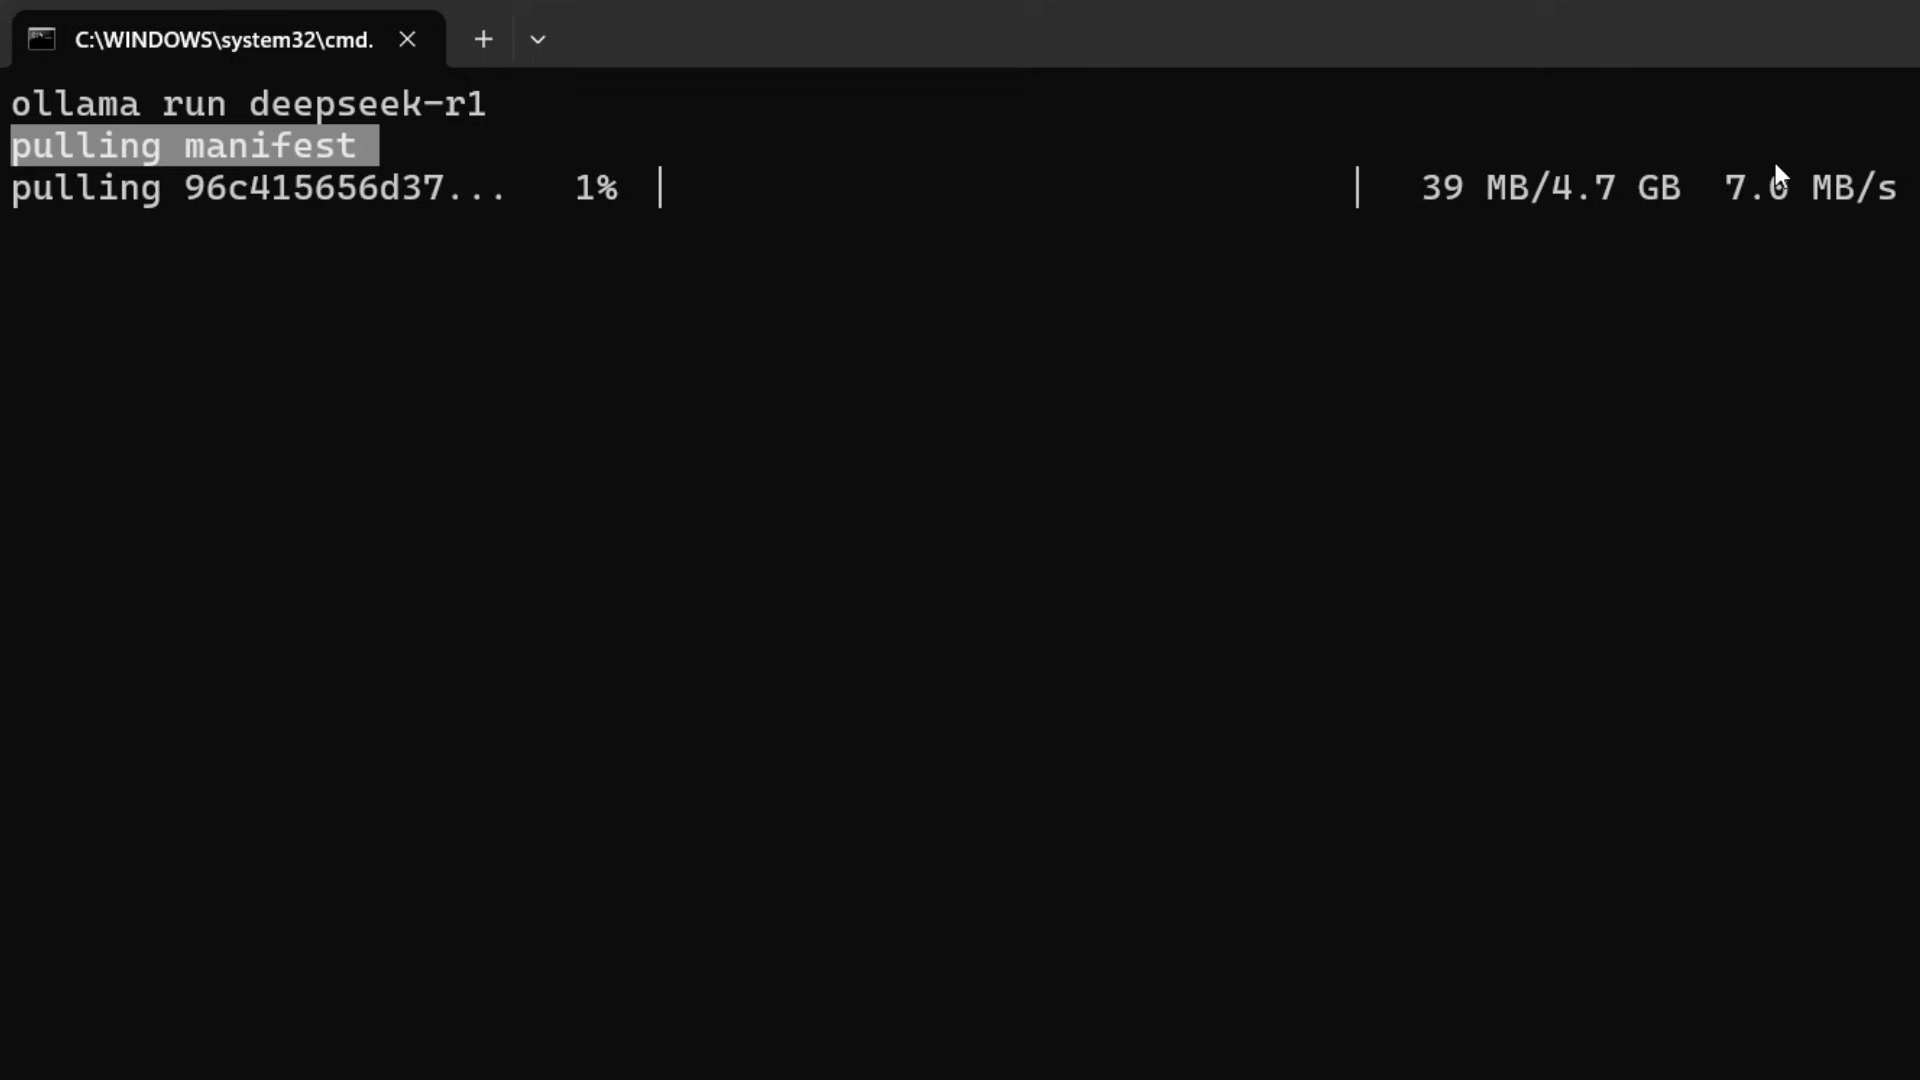 C:\WINDOWS\system32\cmd.
ollama run deepseek-r1
pulling manifest
pulling 96c415656d37... 1% | | 39 MB/4.7 GB MB/s